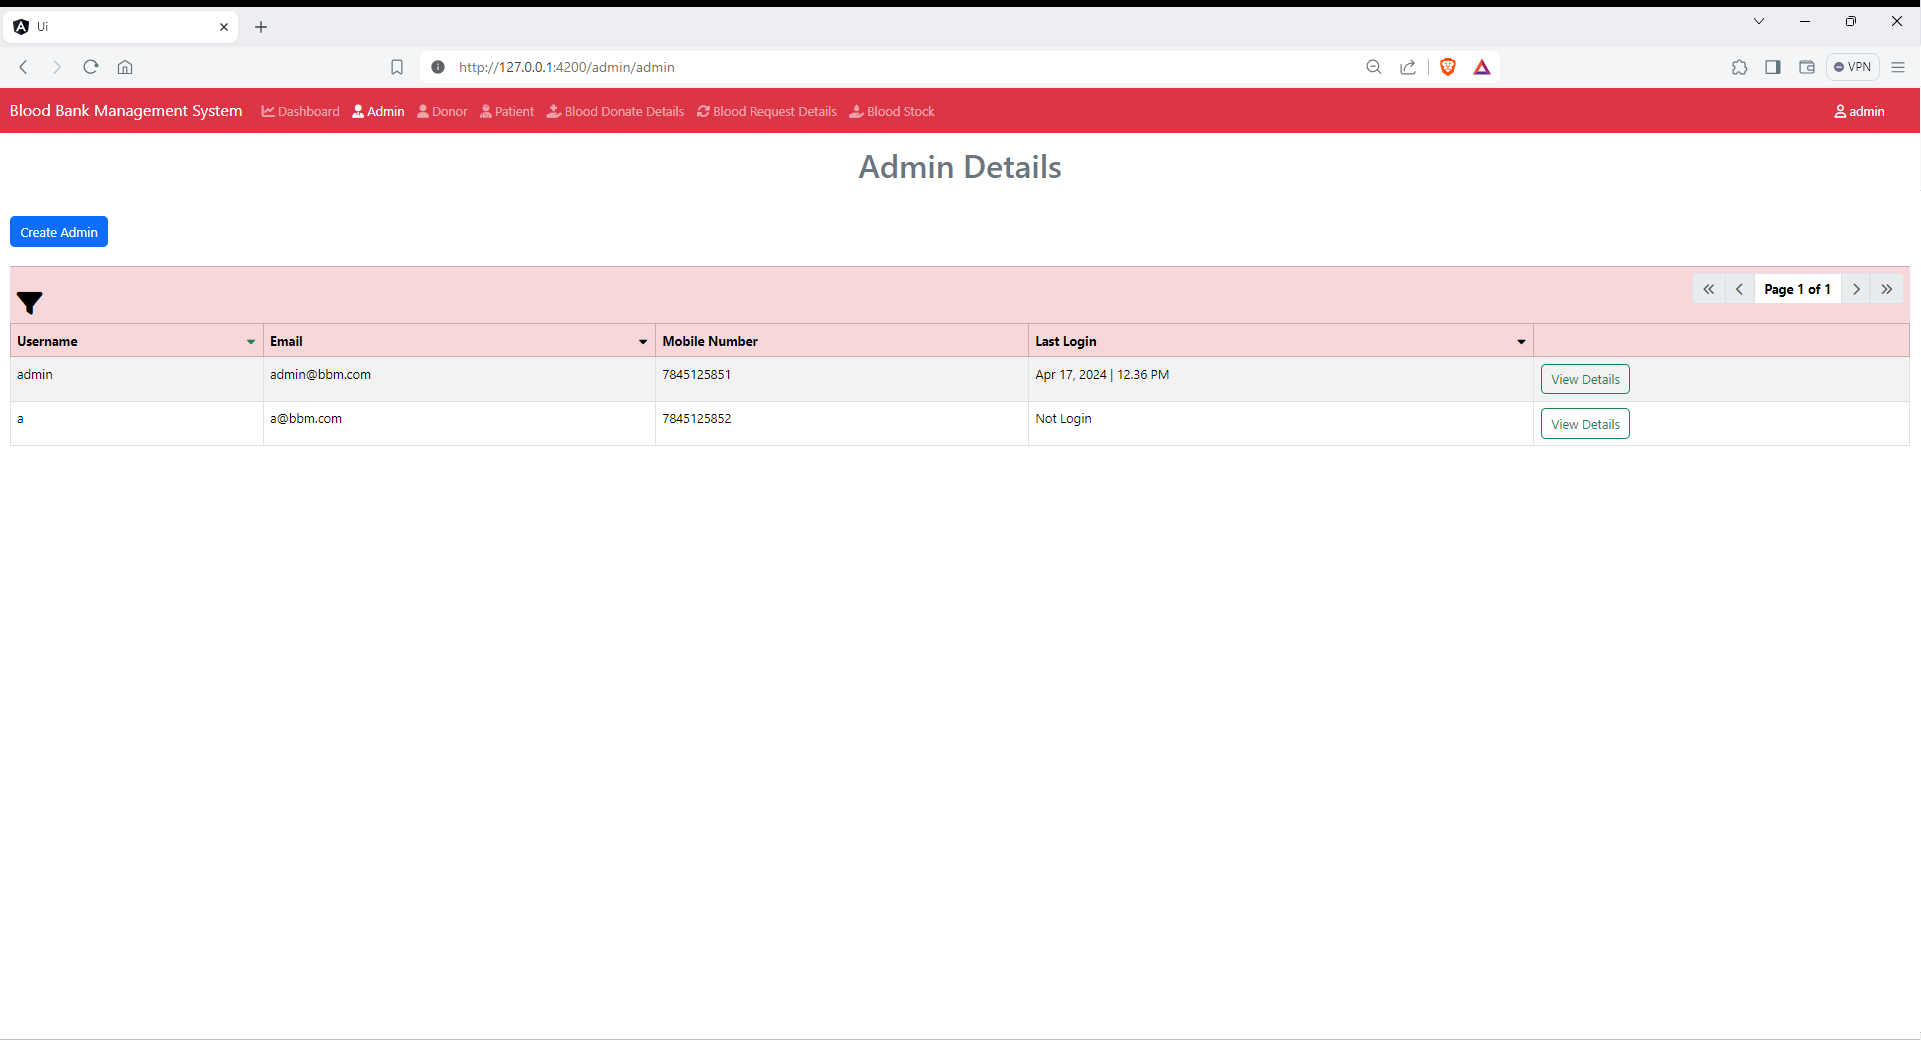 Ui
http://127.0.0.1:4200/admin/admin
VPN
Blood Bank Management System Dashboard Admin Donor Patient Blood Donate Details Blood Request Details Blood Stock admin
Admin Details
Create Admin
Page 1 of 1
Username Email Mobile Number Last Login
admin admin@bbm.com 7845125851 Apr 17, 2024 | 12.36 PM View Details
a a@bbm.com 7845125852 Not Login View Details